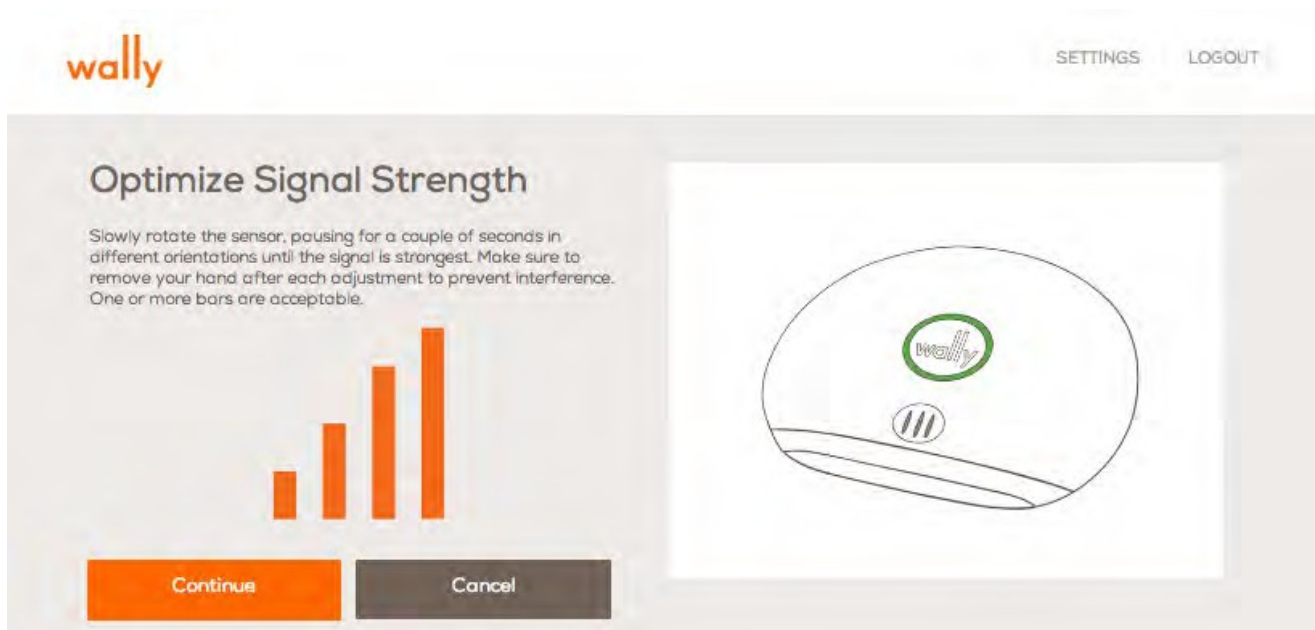 wally
SETTINGS LOGOUT
Optimize Signal Strength
Slowly rotate the sensor, pausing for a couple of seconds in
different orientations until the signal is strongest. Make sure to
remove your hand after each adjustment to prevent interference.
One or more bars are acceptable.
wally
Continue Cancel